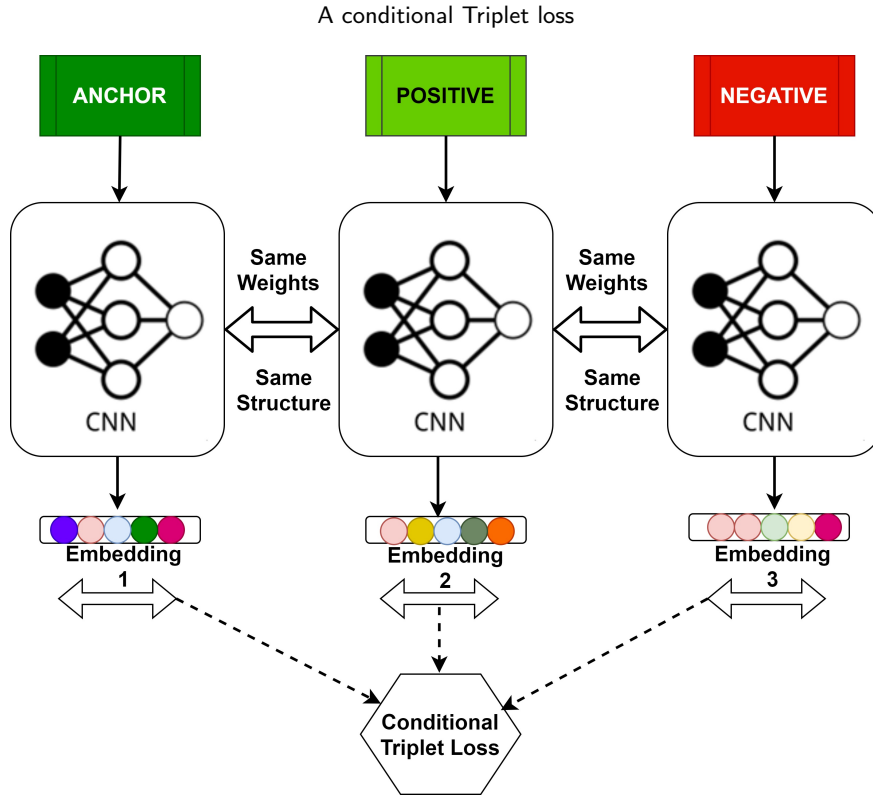 A conditional Triplet loss
ANCHOR
POSITIVE
NEGATIVE
Same
Weights
Same
Structure
Same
Weights
Same
Structure
CNN
CNN
CNN
Embedding
1
Embedding
2
Embedding
3
Conditional
Triplet Loss